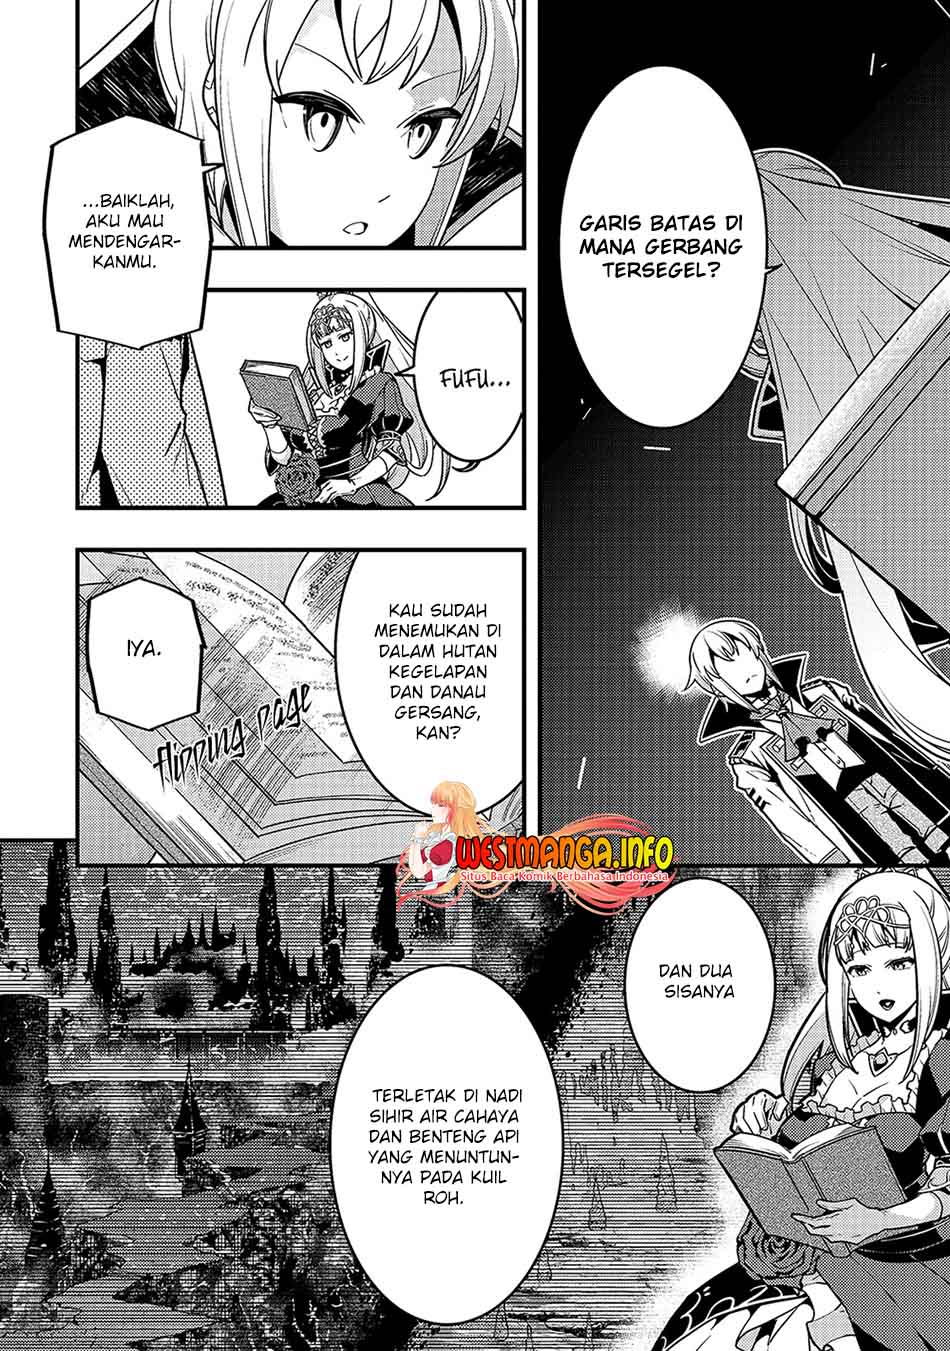 GARIS BATAS DI
MANA GERBANG
TERSEGEL?
...BAIKLAH,
AKU MAU
MENDENGAR-
KANMU.
FUFU...
KAU SUDAH
MENEMUKAN DI
DALAM HUTAN
KEGELAPAN
DAN DANAU
GERSANG,
KAN?
IYA.
flipping page
WESTMANGA.INFO
Situs Baca Komik Berbahasa Indonesia
DAN DUA
SISANYA
TERLETAK DI NADI
SIHIR AIR CAHAYA
DAN BENTENG API
YANG MENUNTUN-
NYA PADA KUIL
ROH.